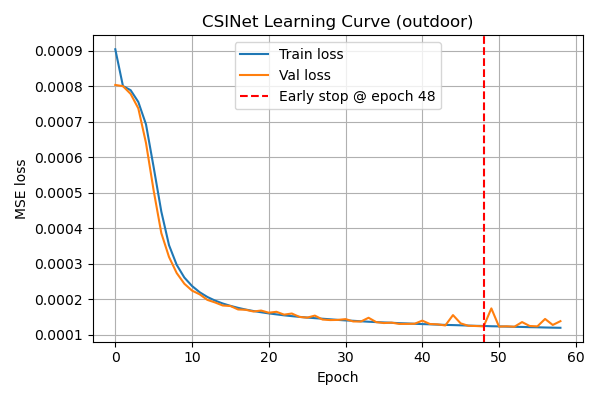 CSINet Learning Curve (outdoor)
Train loss
Val loss
Early stop @ epoch 48
MSE loss
0.0009
0.0008
0.0007
0.0006
0.0005
0.0004
0.0003
0.0002
0.0001
0 10 20 30 40 50 60
Epoch